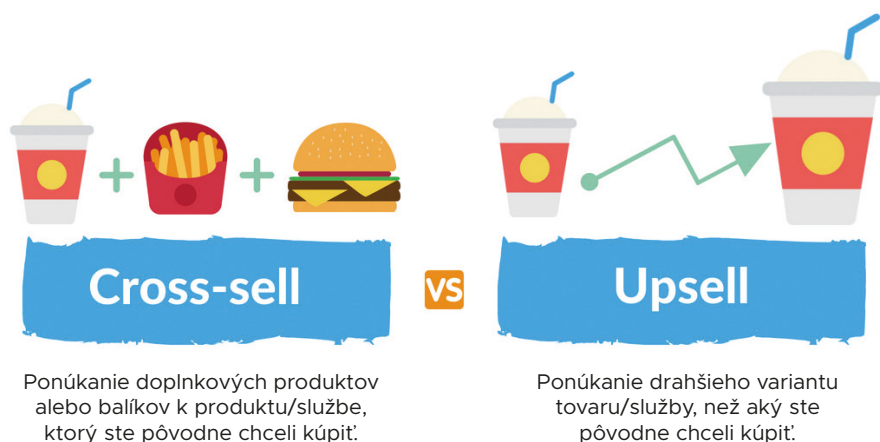 Cross-sell
VS
Upsell
Ponúkanie doplnkových produktov
alebo balíkov k produktu/službe,
ktorý ste pôvodne chceli kúpiť.
Ponúkanie drahšieho variantu
tovaru/služby, než aký ste
pôvodne chceli kúpiť.